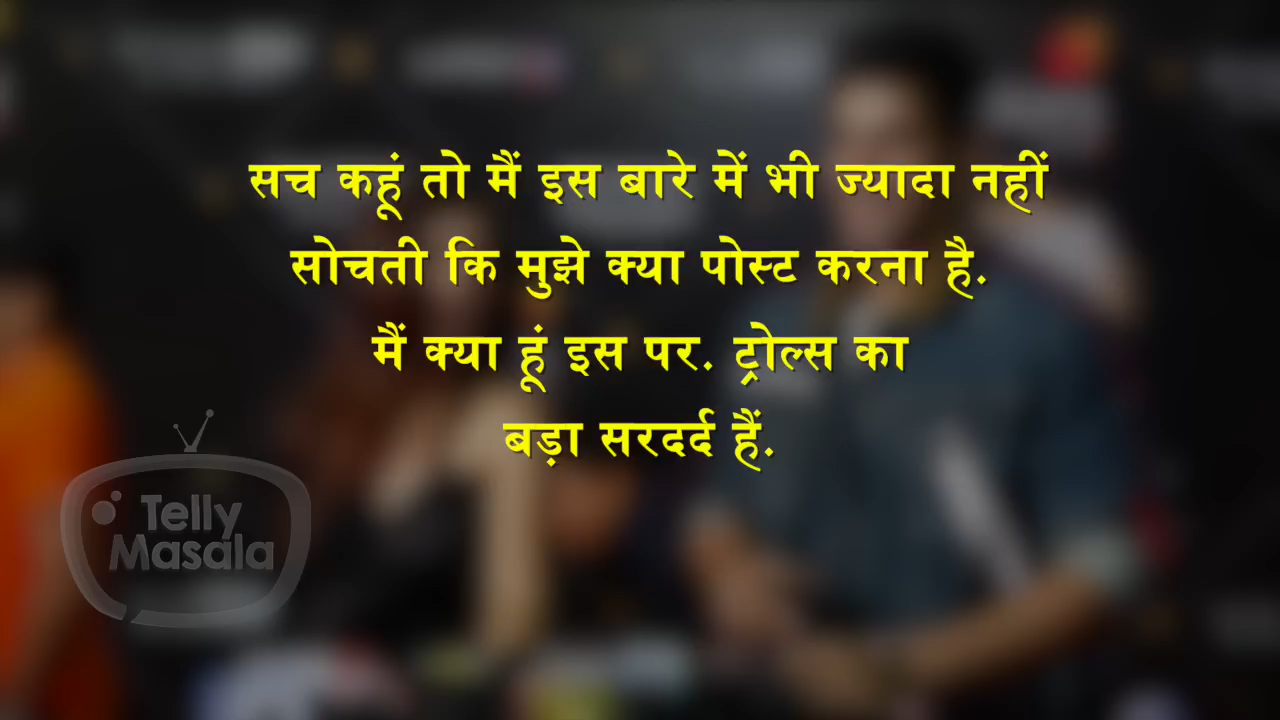 सच कहूं तो मैं इस बारे में भी ज्यादा नहीं
सोचती कि मुझे क्या पोस्ट करना है.
मैं क्या हूं इस पर. ट्रोल्स का
बड़ा सरदर्द हैं.
Telly
Masala